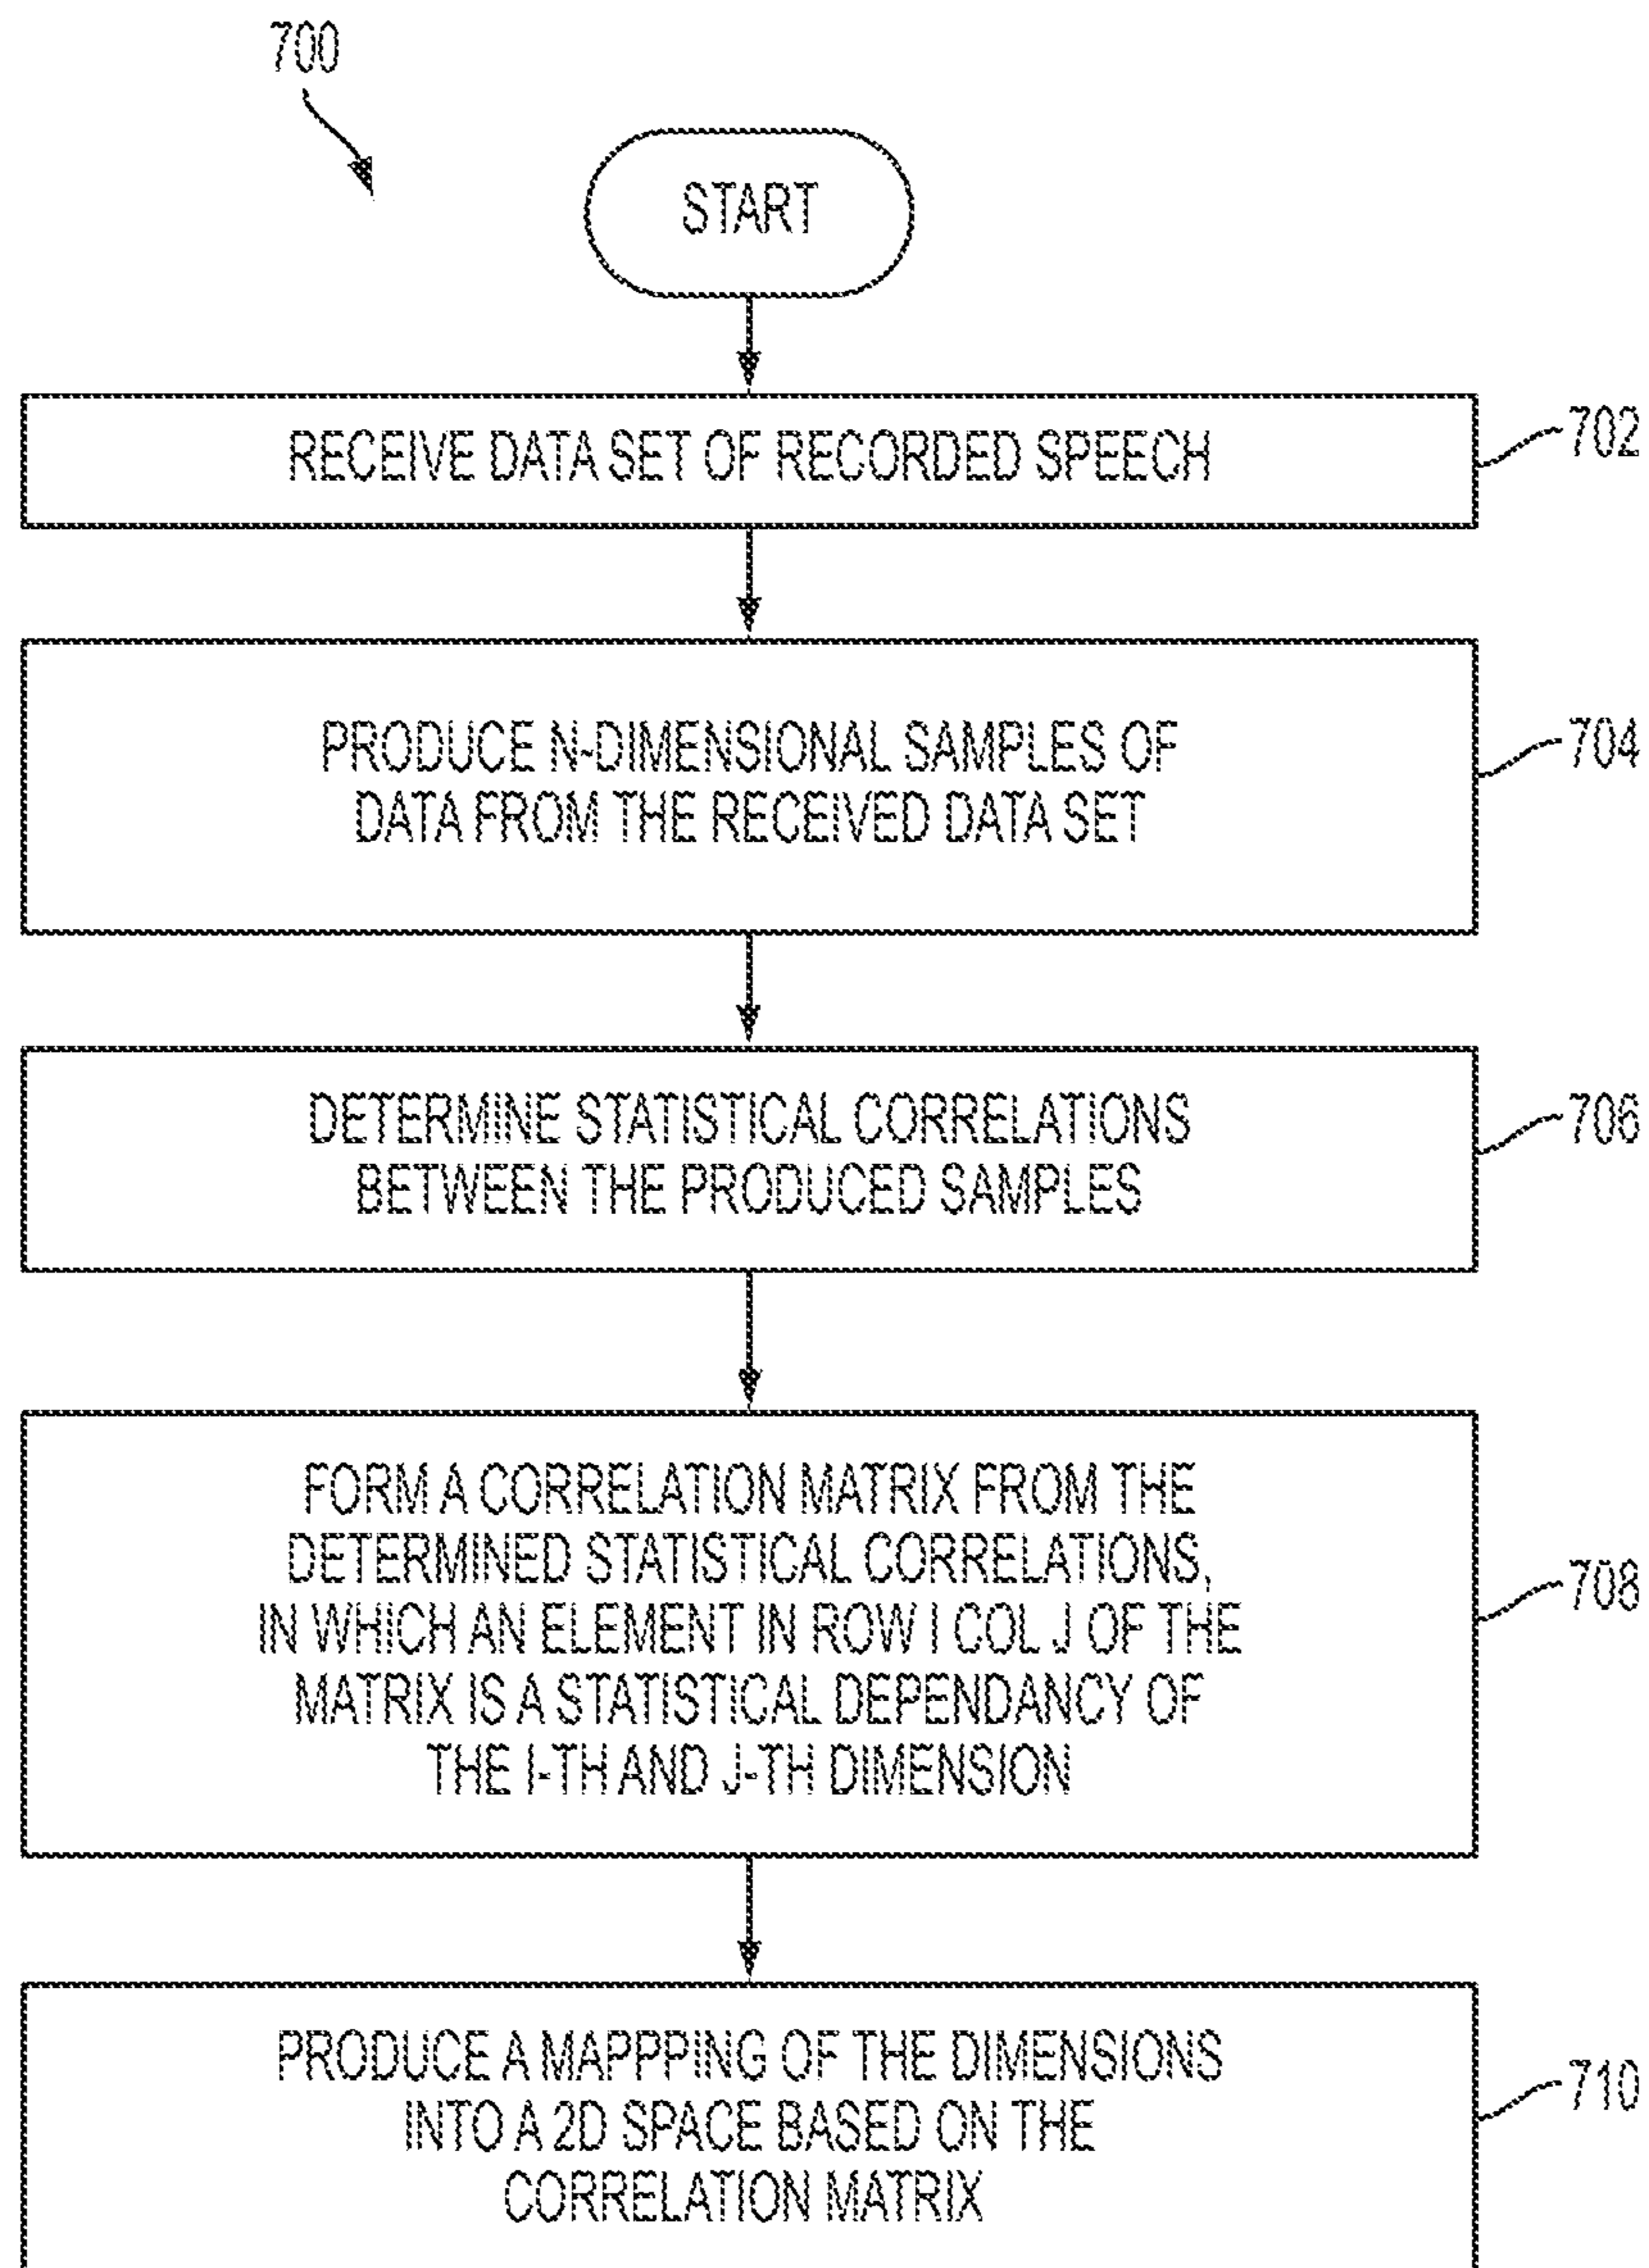 700
START
RECEIVE DATA SET OF RECORDED SPEECH
702
PRODUCE N-DIMENSIONAL SAMPLES OF
DATA FROM THE RECEIVED DATA SET
704
DETERMINE STATISTICAL CORRELATIONS
BETWEEN THE PRODUCED SAMPLES
706
FORM A CORRELATION MATRIX FROM THE
DETERMINED STATISTICAL CORRELATIONS,
IN WHICH AN ELEMENT IN ROW I COL J OF THE
MATRIX IS A STATISTICAL DEPENDANCY OF
THE I-TH AND J-TH DIMENSION
708
PRODUCE A MAPPPING OF THE DIMENSIONS
INTO A 2D SPACE BASED ON THE
CORRELATION MATRIX
710